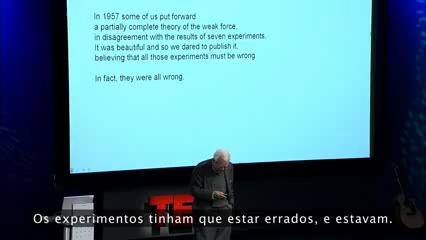 In 1957 some of us put forward
a partially complete theory of the weak force,
in disagreement with the results of seven experiments.
It was beautiful and so we dared to publish it,
believing that all those experiments must be wrong
In fact, they were all wrong.
TE
Os experimentos tinham que estar errados, e estavam.